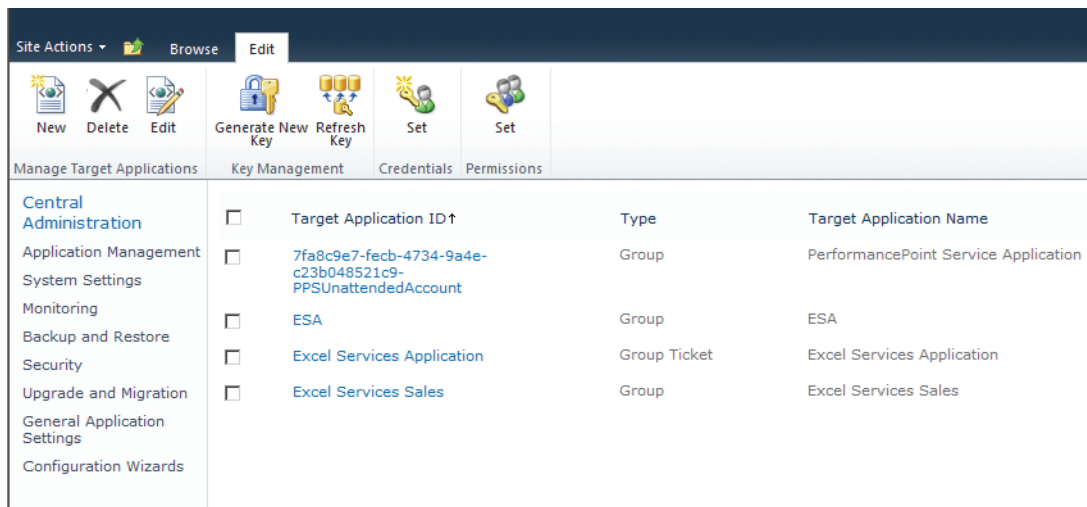 Site Actions Browse Edit
New Delete Edit Generate New Key Refresh Key Set Set
Manage Target Applications Key Management Credentials Permissions
Central
Administration
Application Management
System Settings
Monitoring
Backup and Restore
Security
Upgrade and Migration
General Application
Settings
Configuration Wizards
Target Application ID↑ Type Target Application Name
7fa8c9e7-fecb-4734-9a4e-
c23b048521c9-
PPSUnattendedAccount
Group PerformancePoint Service Application
ESA Group ESA
Excel Services Application Group Ticket Excel Services Application
Excel Services Sales Group Excel Services Sales